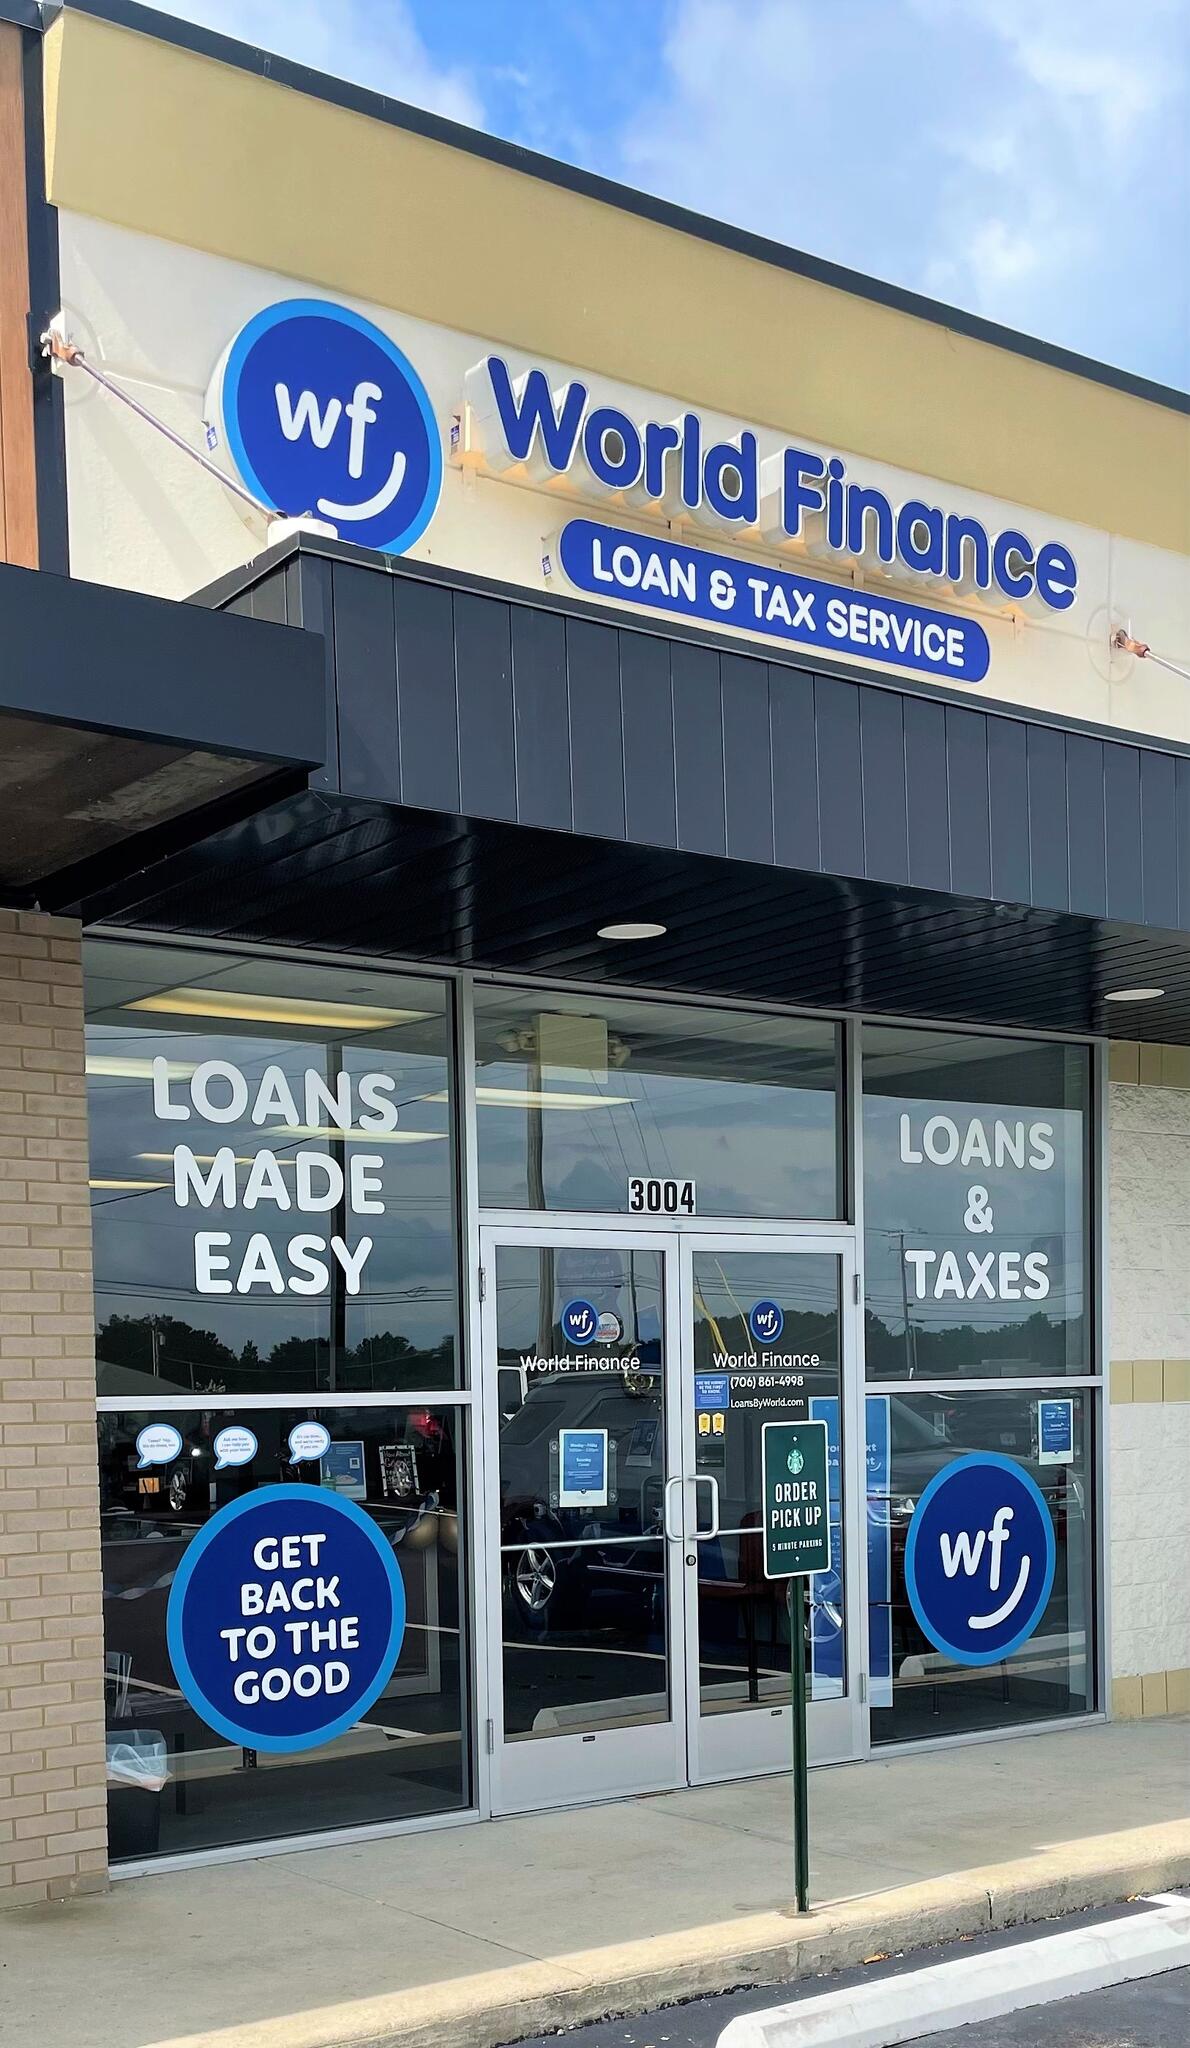 wf
World Finance
LOAN & TAX SERVICE
LOANS
MADE
EASY
3004
LOANS
&
TAXES
wf
World Finance
wf
World Finance
(706) 861-4998
LoansByWorld.com
GET
BACK
TO THE
GOOD
ORDER
PICK UP
5 MINUTE PARKING
wf